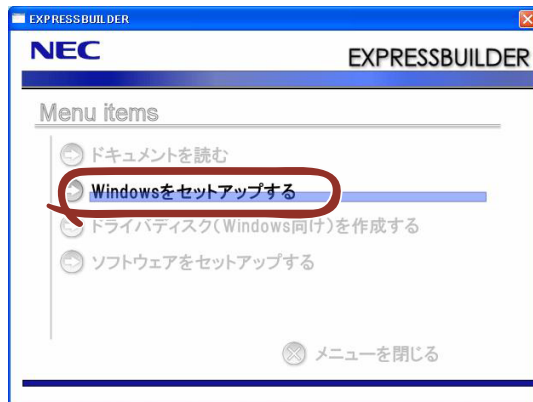 EXPRESSBUILDER
NEC
EXPRESSBUILDER
Menu items
ドキュメントを読む
Windowsをセットアップする
ドライバディスク(Windows向け)を作成する
ソフトウェアをセットアップする
メニューを閉じる